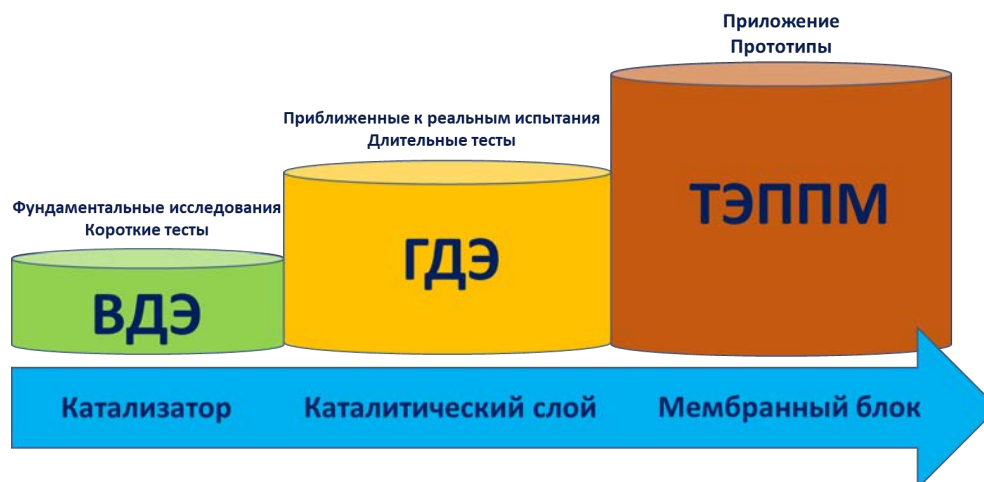 Приложение
Прототипы
Приближенные к реальным испытания
Длительные тесты
Фундаментальные исследования
Короткие тесты
ВДЭ
ГДЭ
ТЭППМ
Катализатор
Каталитический слой
Мембранный блок